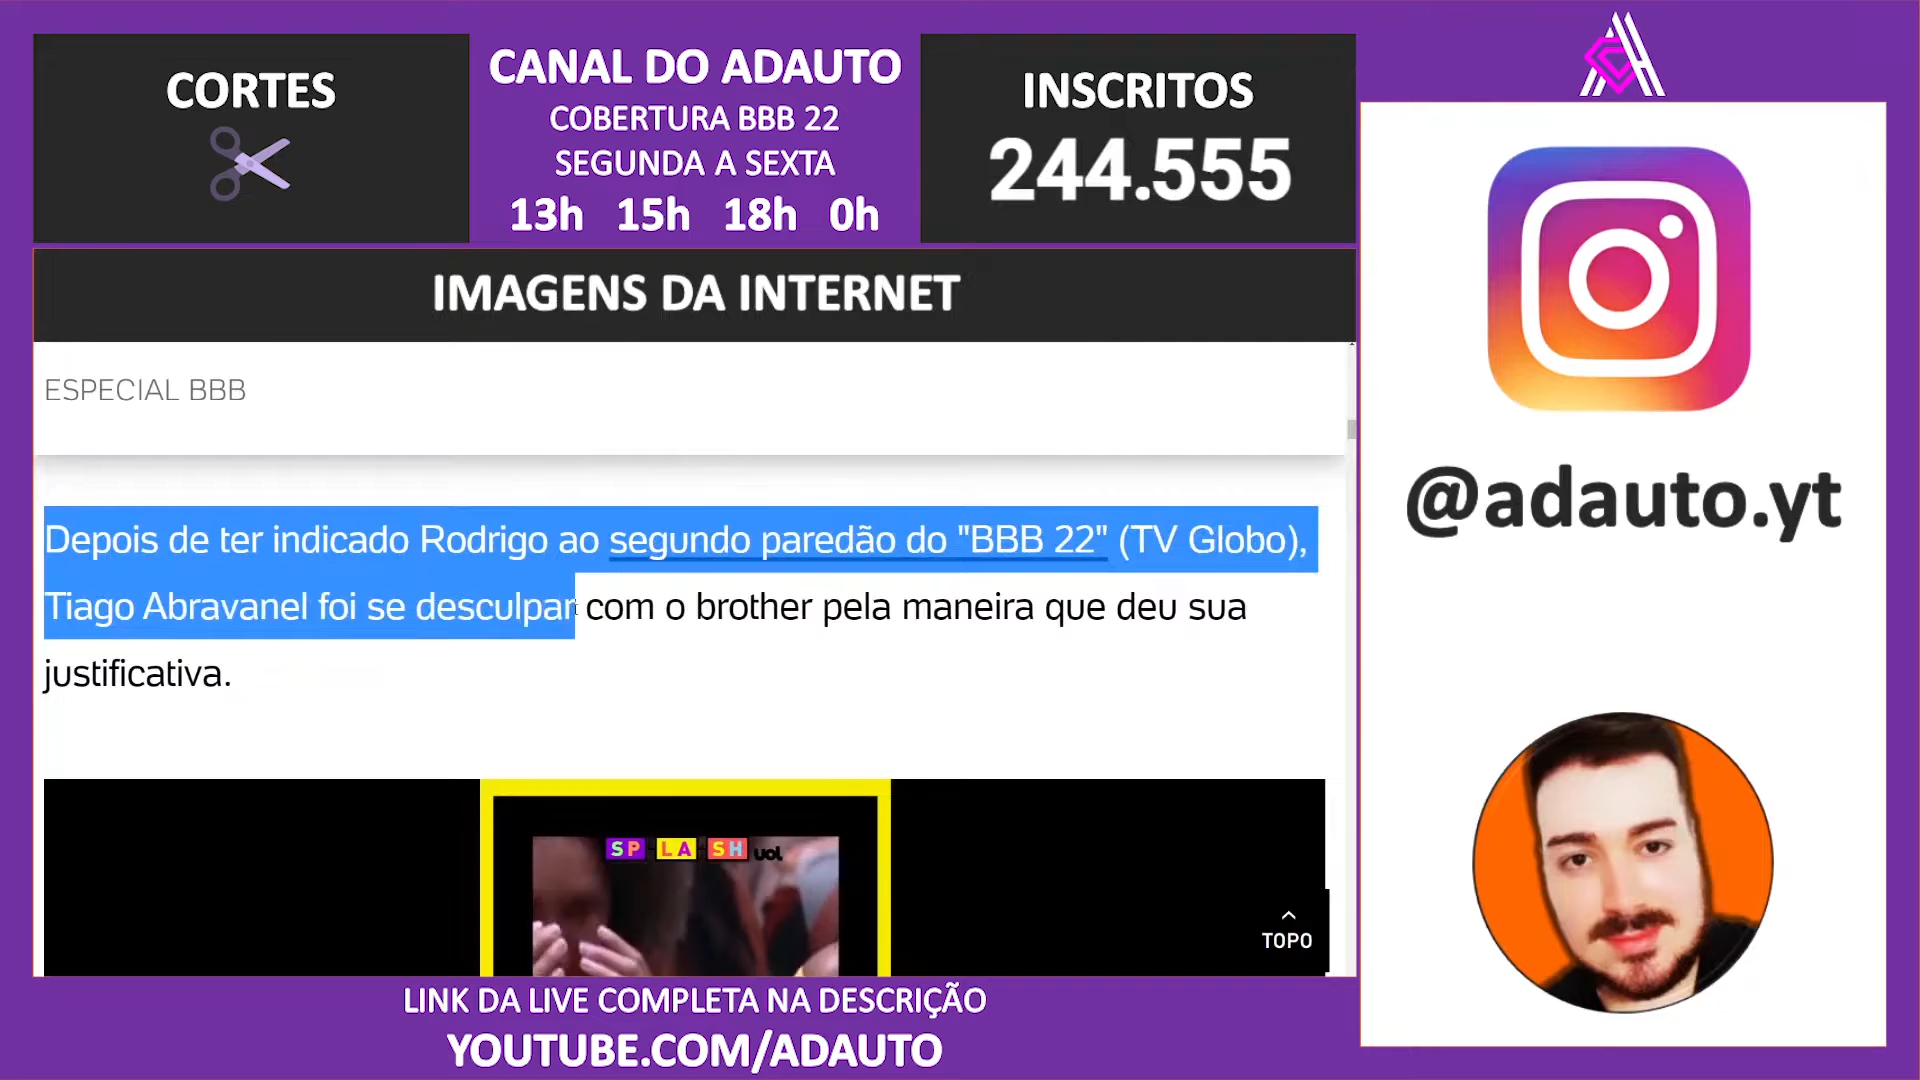 CORTES
CANAL DO ADAUTO
COBERTURA BBB 22
SEGUNDA A SEXTA
13h 15h 18h 0h
INSCRITOS
244.555
IMAGENS DA INTERNET
ESPECIAL BBB
Depois de ter indicado Rodrigo ao segundo paredão do "BBB 22" (TV Globo),
Tiago Abravanel foi se desculpar com o brother pela maneira que deu sua
justificativa.
SPLASH uol
TOPO
LINK DA LIVE COMPLETA NA DESCRIÇÃO
YOUTUBE.COM/ADAUTO
@adauto.yt